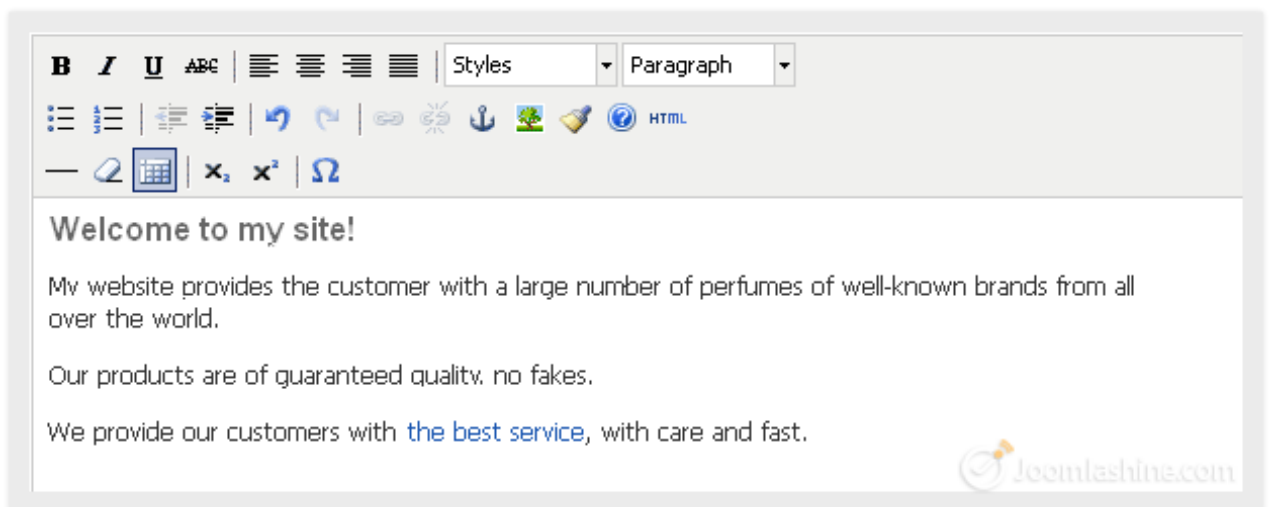 B I U ABC Styles Paragraph
HTML
Welcome to my site!
My website provides the customer with a large number of perfumes of well-known brands from all
over the world.
Our products are of guaranteed quality, no fakes.
We provide our customers with the best service, with care and fast.
Joomlashine.com